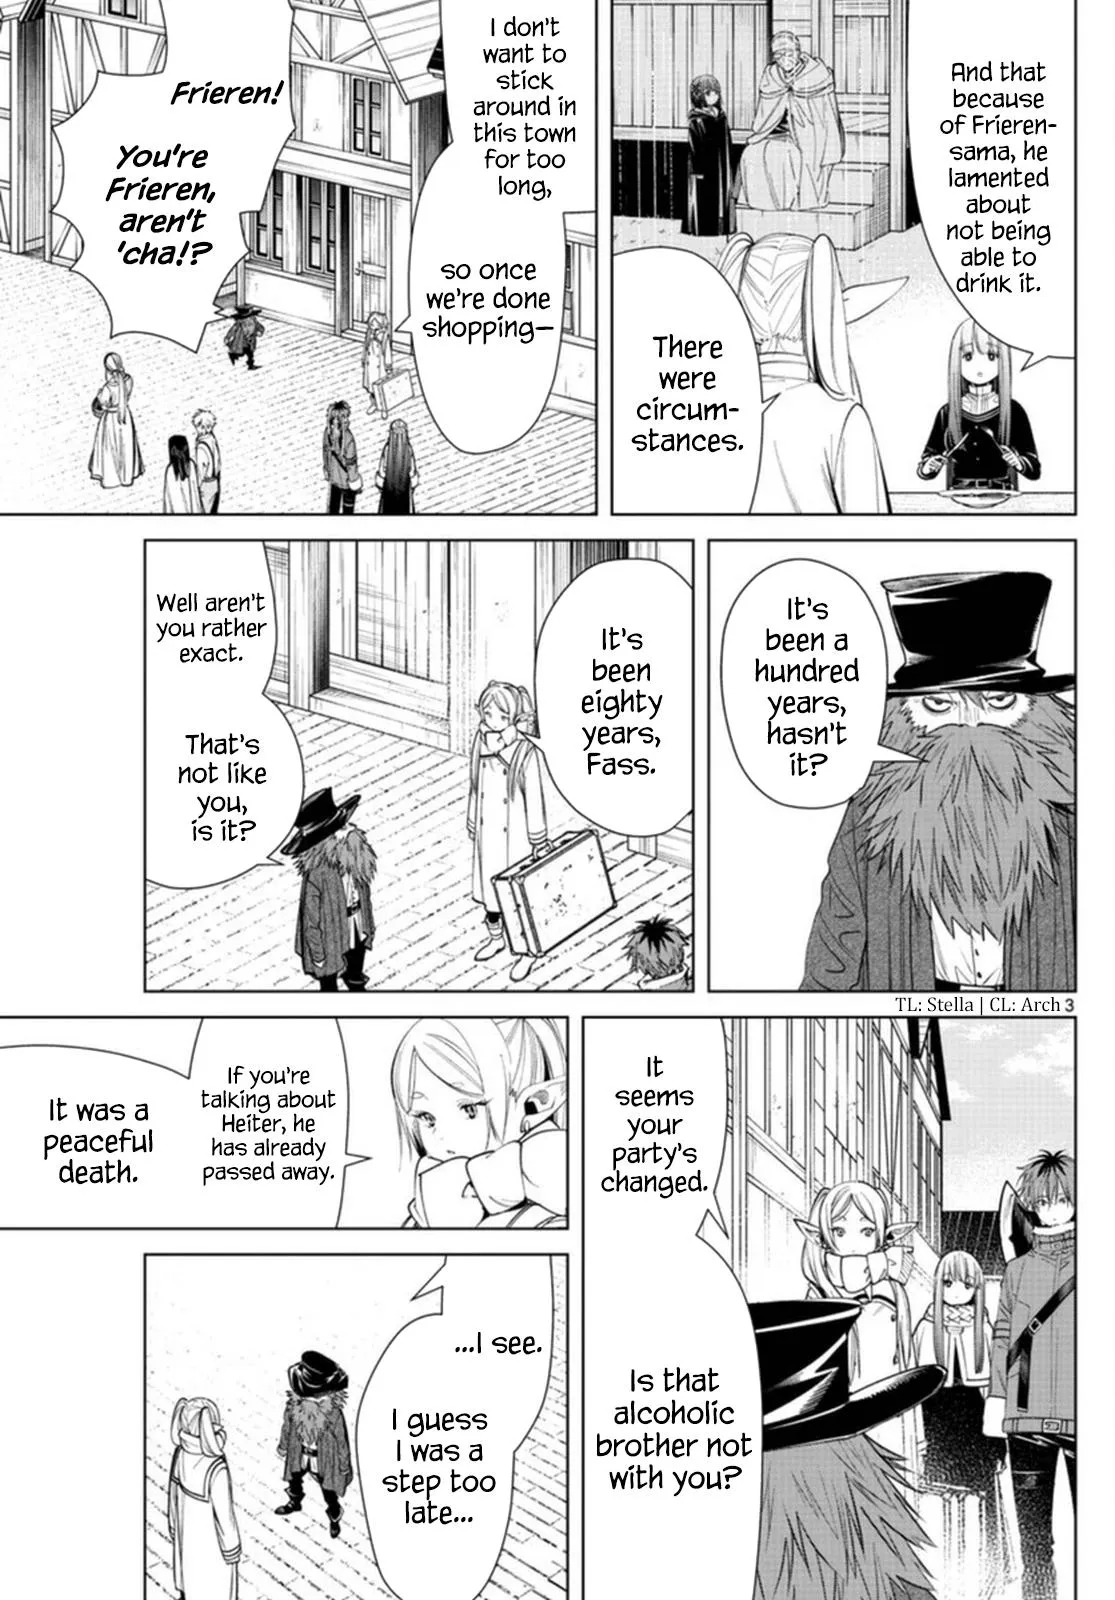 And that
because
of Frieren-
sama, he
lamented
about
not being
able to
drink it.
There
were
circum-
stances.
I don't
want to
stick
around in
this town
for too
long,
so once
we're done
shopping—
Frieren!
You're
Frieren,
aren't
'cha!?
It's
been a
hundred
years,
hasn't
it?
It's
been
eighty
years,
Fass.
Well aren't
you rather
exact.
That's
not like
you,
is it?
TL: Stella | CL: Arch 3
It
seems
your
party's
changed.
Is that
alcoholic
brother not
with you?
If you're
talking about
Heiter, he
has already
passed away.
It was a
peaceful
death.
...I see.
I guess
I was a
step too
late...